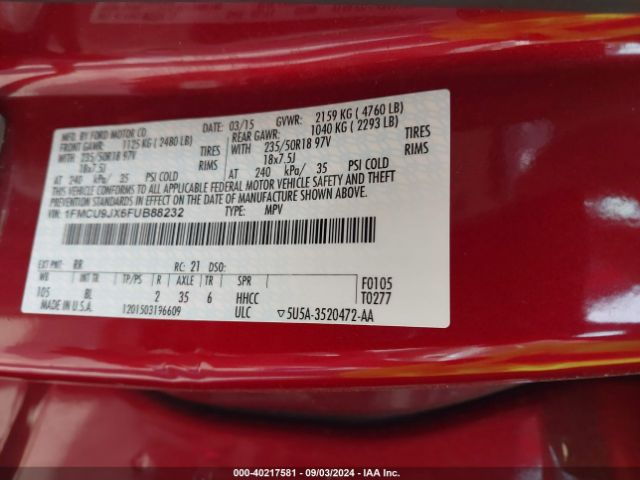 MFD. BY FORD MOTOR CO
DATE: 03/15 GVWR: 2159 KG ( 4760 LB)
FRONT GAWR: 1125 KG ( 2480 LB) REAR GAWR: 1040 KG ( 2293 LB)
WITH 235/50R18 97V TIRES WITH 235/50R18 97V TIRES
18x7.5J RIMS 18x7.5J RIMS
AT 240 kPa/ 35 PSI COLD AT 240 kPa/ 35 PSI COLD
THIS VEHICLE CONFORMS TO ALL APPLICABLE FEDERAL MOTOR VEHICLE SAFETY AND THEFT
PREVENTION STANDARDS IN EFFECT ON THE DATE OF MANUFACTURE SHOWN ABOVE.
VIN: 1FMCU9JX6FUB88232 TYPE: MPV
EXT PNT: RR RC: 21 DSO:
WB INT TR TP/PS R AXLE TR SPR
105 BL 2 35 6 HHCC
F0105
T0277
MADE IN U.S.A. 1201503196609 ULC ▽5U5A-3520472-AA
000-40217581 - 09/03/2024 - IAA Inc.